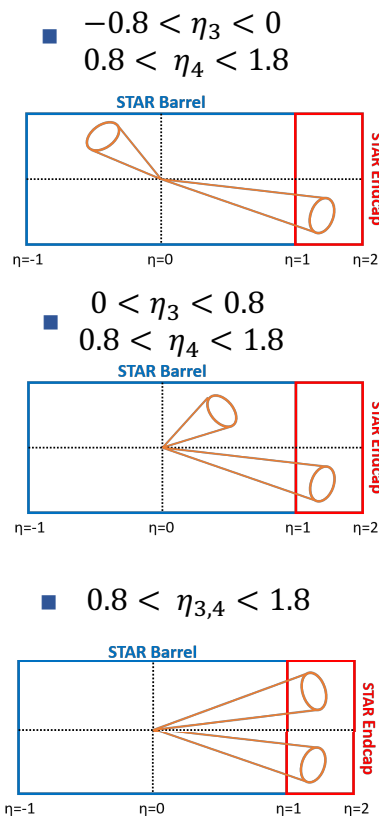 −0.8 < η₃ < 0
0.8 < η₄ < 1.8
STAR Barrel
STAR Endcap
η=-1 η=0 η=1 η=2
0 < η₃ < 0.8
0.8 < η₄ < 1.8
STAR Barrel
STAR Endcap
η=-1 η=0 η=1 η=2
0.8 < η₃,₄ < 1.8
STAR Barrel
STAR Endcap
η=-1 η=0 η=1 η=2